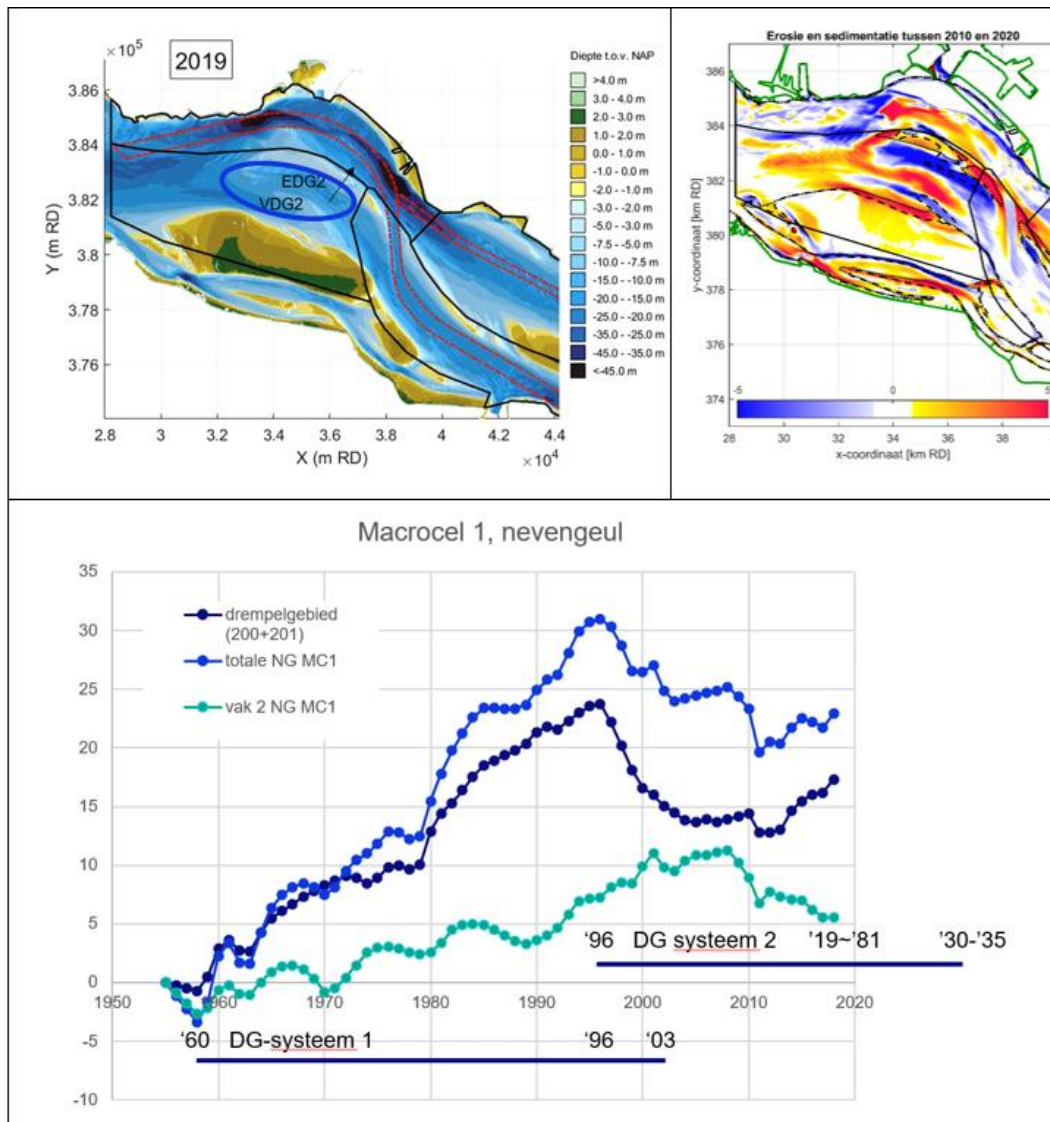 ×10⁵
2019
3.86
3.84
3.82
3.8
3.78
3.76
Y (m RD)
EDG2
VDG2
2.8 3 3.2 3.4 3.6 3.8 4 4.2 4.4
X (m RD)
×10⁴
Diepte t.o.v. NAP
>4.0 m
3.0 - 4.0 m
2.0 - 3.0 m
1.0 - 2.0 m
0.0 - 1.0 m
-1.0 - 0.0 m
-2.0 - -1.0 m
-3.0 - -2.0 m
-5.0 - -3.0 m
-7.5 - -5.0 m
-10.0 - -7.5 m
-15.0 - -10.0 m
-20.0 - -15.0 m
-25.0 - -20.0 m
-35.0 - -25.0 m
-45.0 - -35.0 m
<-45.0 m
Erosie en sedimentatie tussen 2010 en 2020
386
384
382
380
378
376
374
y-coordinaat [km RD]
-5 0 5
28 30 32 34 36 38
x-coordinaat [km RD]
Macrocel 1, nevengeul
35
30
25
20
15
10
5
0
-5
-10
drempelgebied
(200+201)
totale NG MC1
vak 2 NG MC1
'96 DG systeem 2 '19~'81 '30-'35
1950 1960 1970 1980 1990 2000 2010 2020
'60 DG-systeem 1 '96 '03